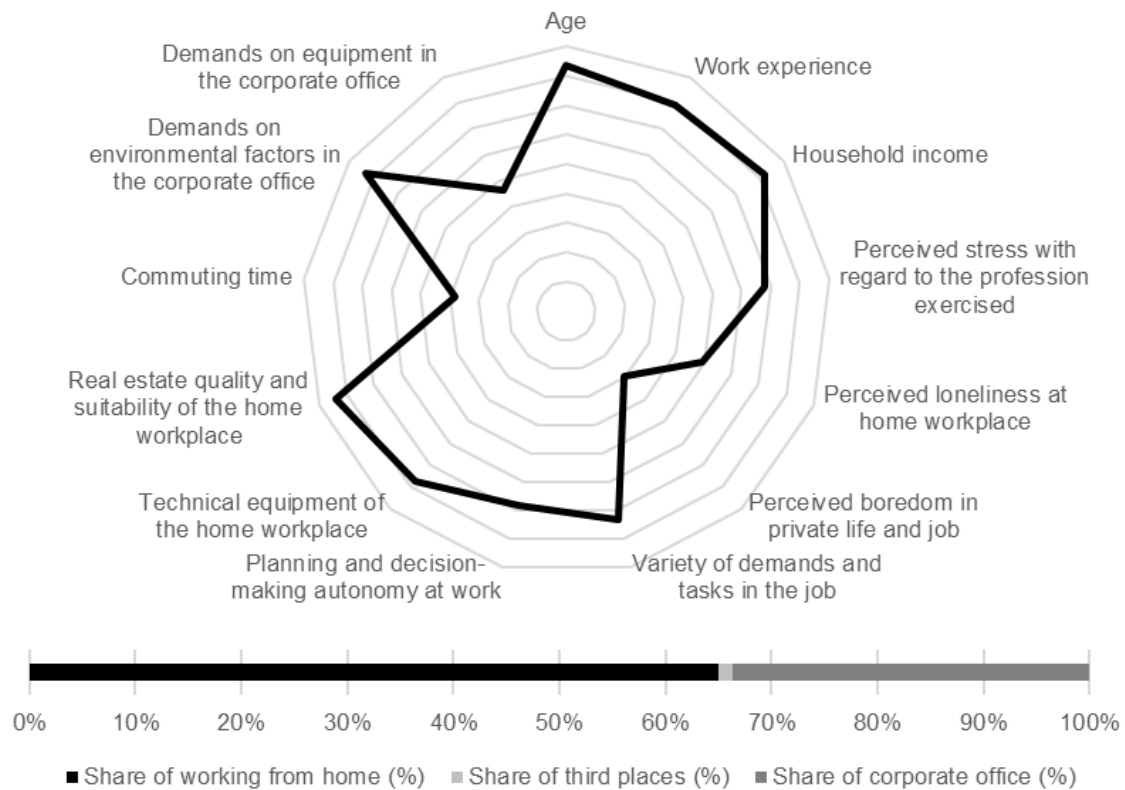 Age
Work experience
Household income
Perceived stress with
regard to the profession
exercised
Perceived loneliness at
home workplace
Perceived boredom in
private life and job
Variety of demands and
tasks in the job
Planning and decision-
making autonomy at work
Technical equipment of
the home workplace
Real estate quality and
suitability of the home
workplace
Commuting time
Demands on
environmental factors in
the corporate office
Demands on equipment in
the corporate office
0% 10% 20% 30% 40% 50% 60% 70% 80% 90% 100%
Share of working from home (%) Share of third places (%) Share of corporate office (%)